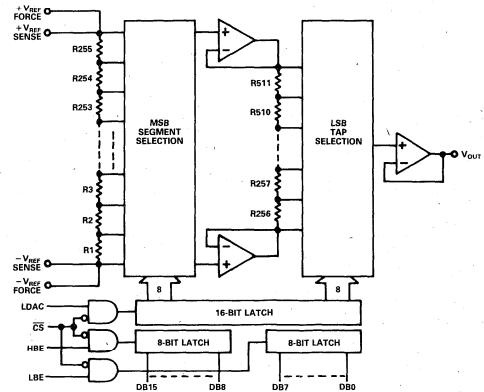 + VREF
FORCE
+ VREF
SENSE
R255
R254
R253
R3
R2
R1
− VREF
SENSE
− VREF
FORCE
MSB
SEGMENT
SELECTION
+
−
R511
R510
R257
R256
−
+
LSB
TAP
SELECTION
+
−
VOUT
8
8
LDAC
CS
HBE
LBE
16-BIT LATCH
8-BIT LATCH
8-BIT LATCH
DB15
DB8
DB7
DB0